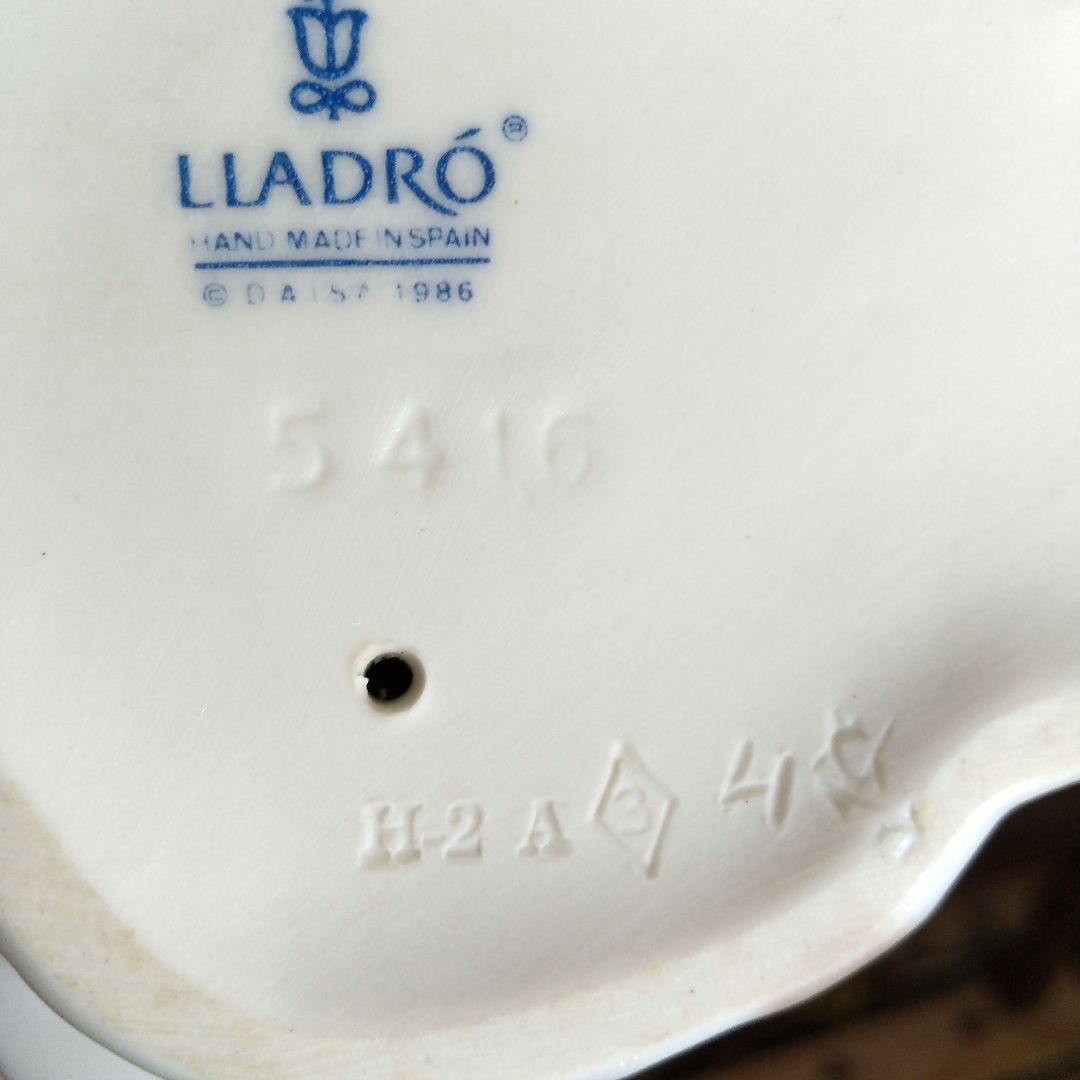 LLADRÓ®
HAND MADE IN SPAIN
© DAISA 1986
5416
H-2 A 3 4